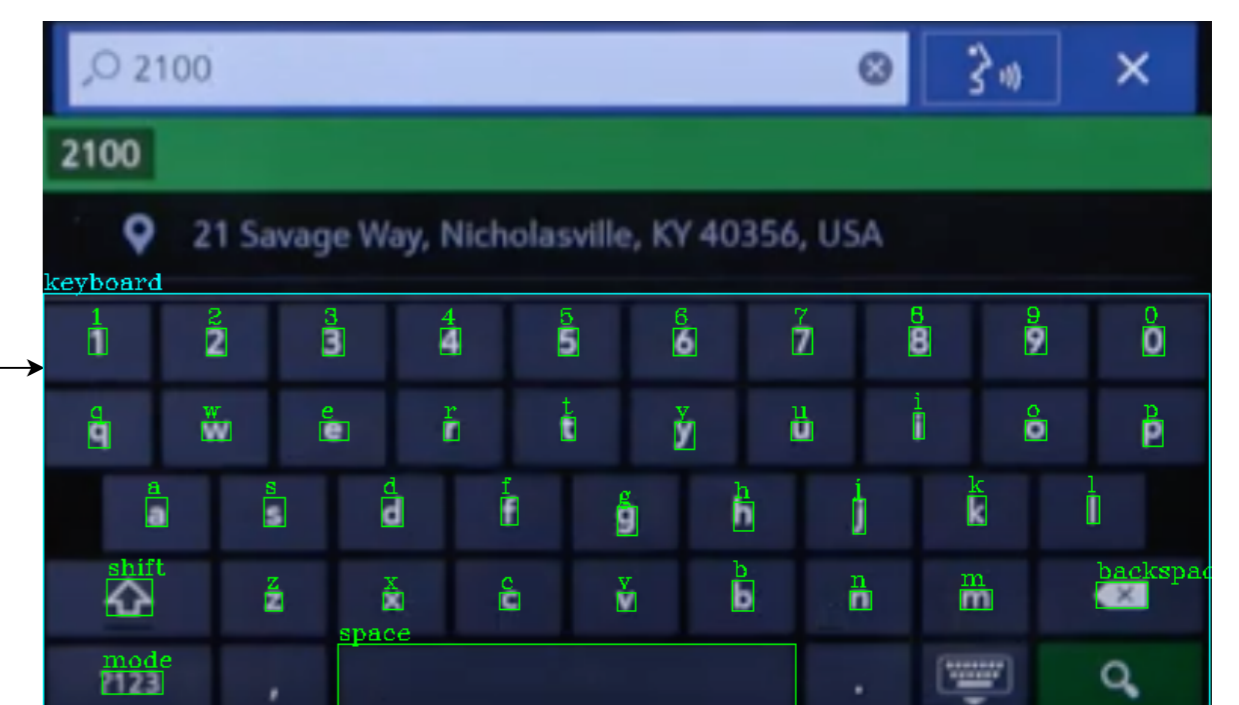 2100
2100
21 Savage Way, Nicholasville, KY 40356, USA
keyboard
1 2 3 4 5 6 7 8 9 0
1 2 3 4 5 6 7 8 9 0
q w e r t y u i o p
q w e r t y u i o p
a s d f g h j k l
a s d f g h j k l
shift z x c v b n m backspac
z x c v b n m
space
mode
?123 , .